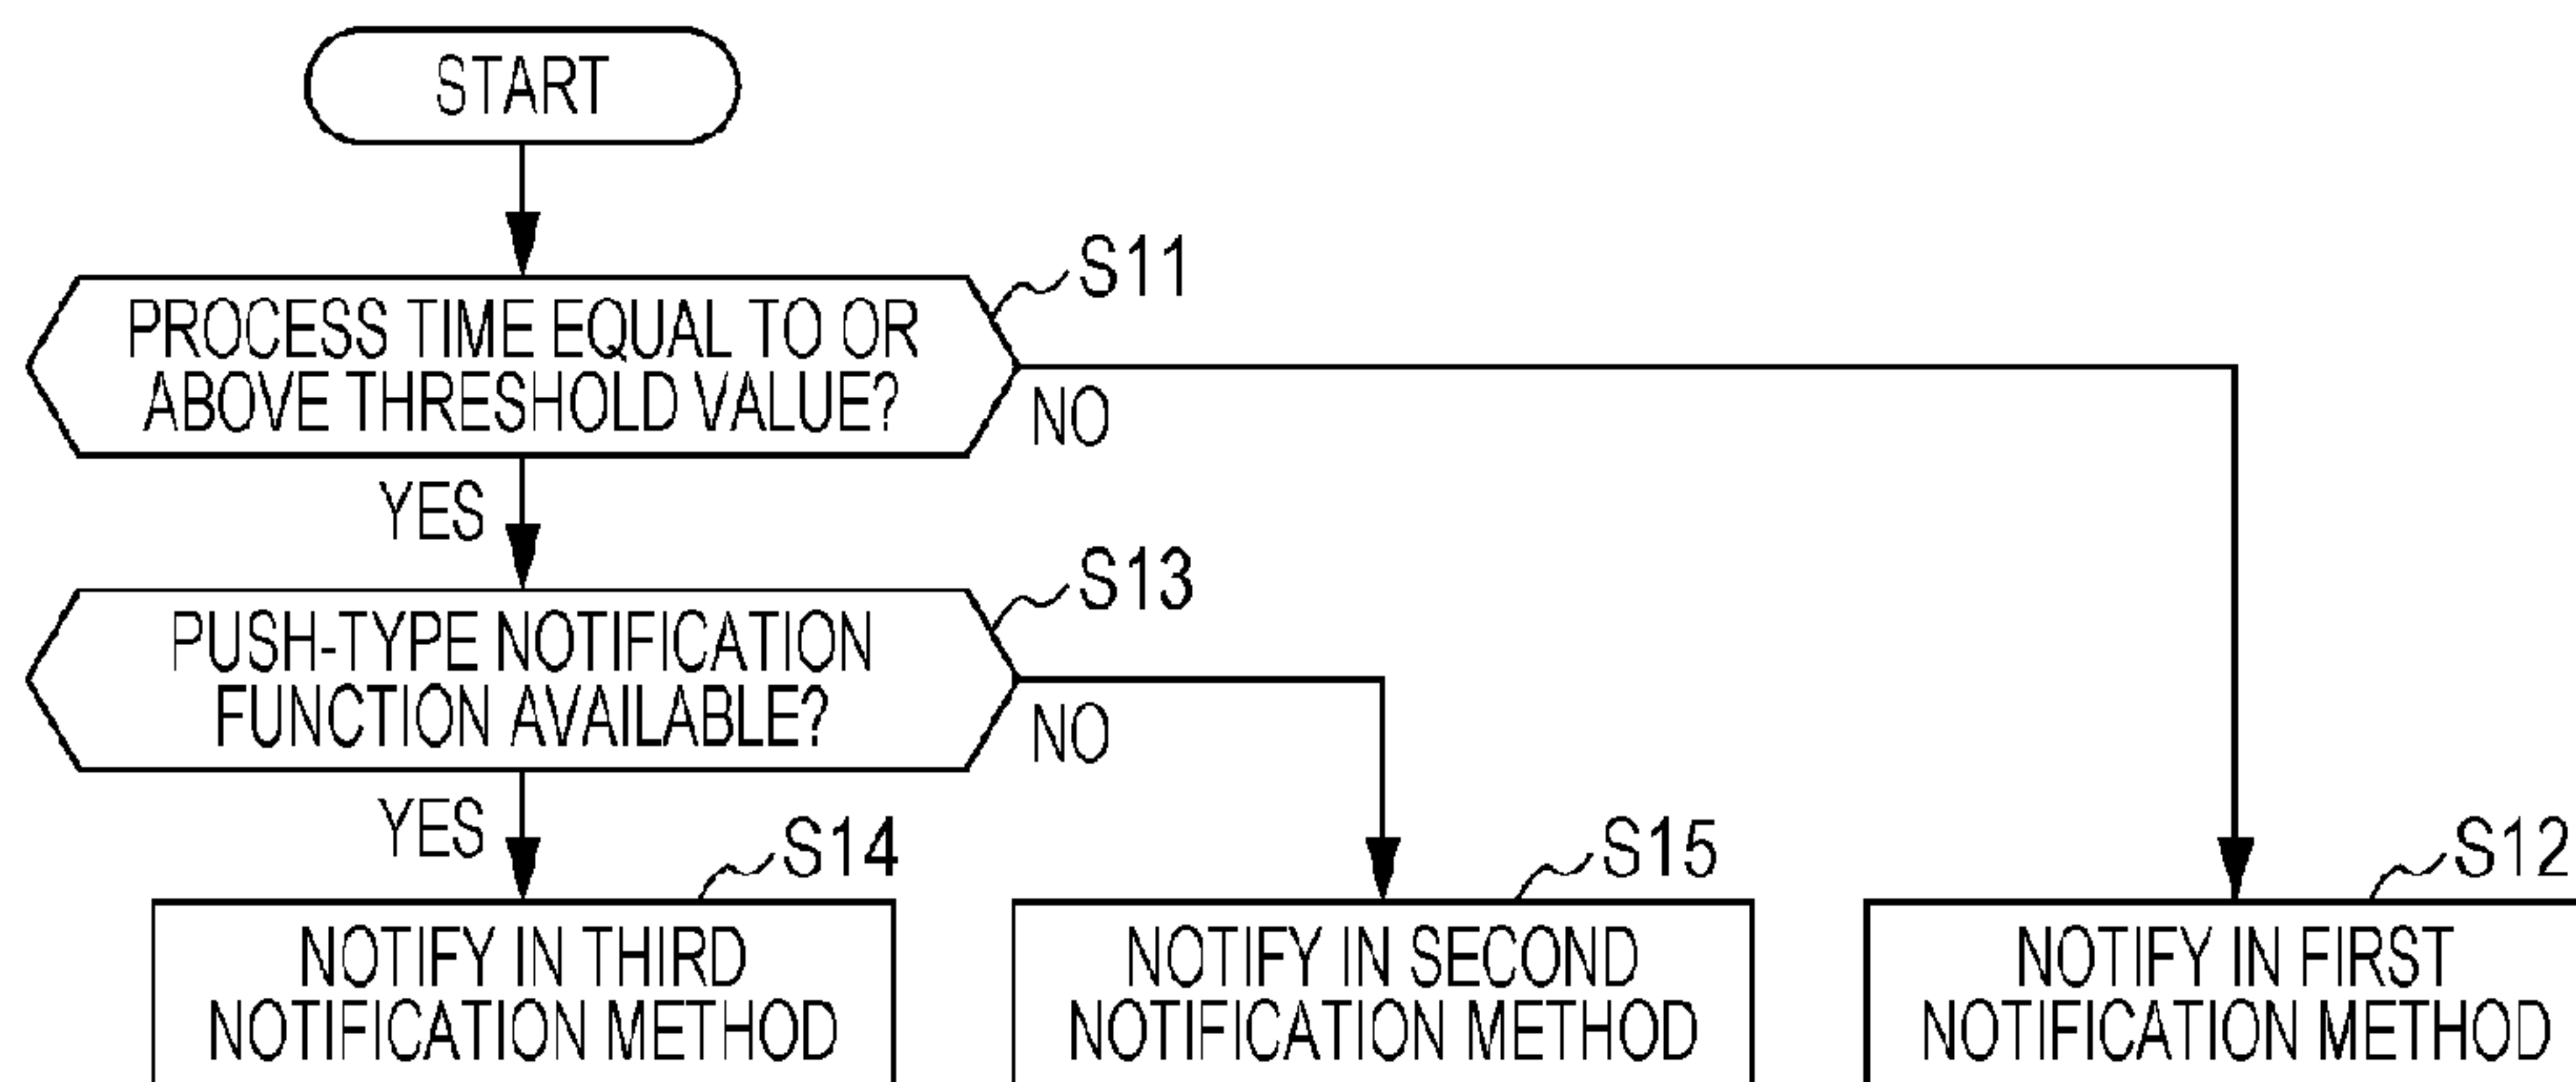 START
S11
PROCESS TIME EQUAL TO OR
ABOVE THRESHOLD VALUE?
NO
YES
S13
PUSH-TYPE NOTIFICATION
FUNCTION AVAILABLE?
NO
YES
S14
S15
S12
NOTIFY IN THIRD
NOTIFICATION METHOD
NOTIFY IN SECOND
NOTIFICATION METHOD
NOTIFY IN FIRST
NOTIFICATION METHOD